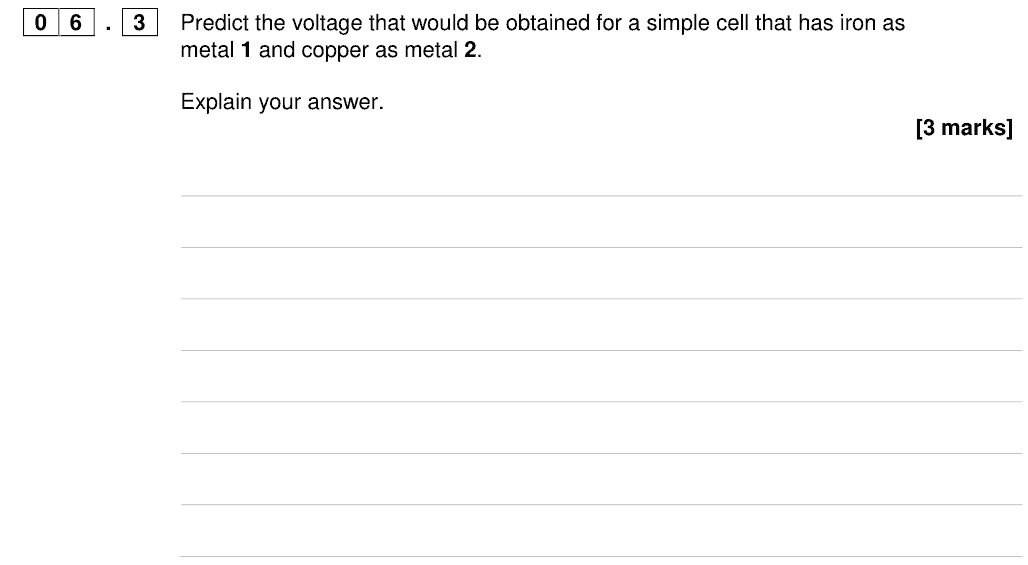 0 6 . 3 Predict the voltage that would be obtained for a simple cell that has iron as
metal 1 and copper as metal 2.
Explain your answer.
[3 marks]